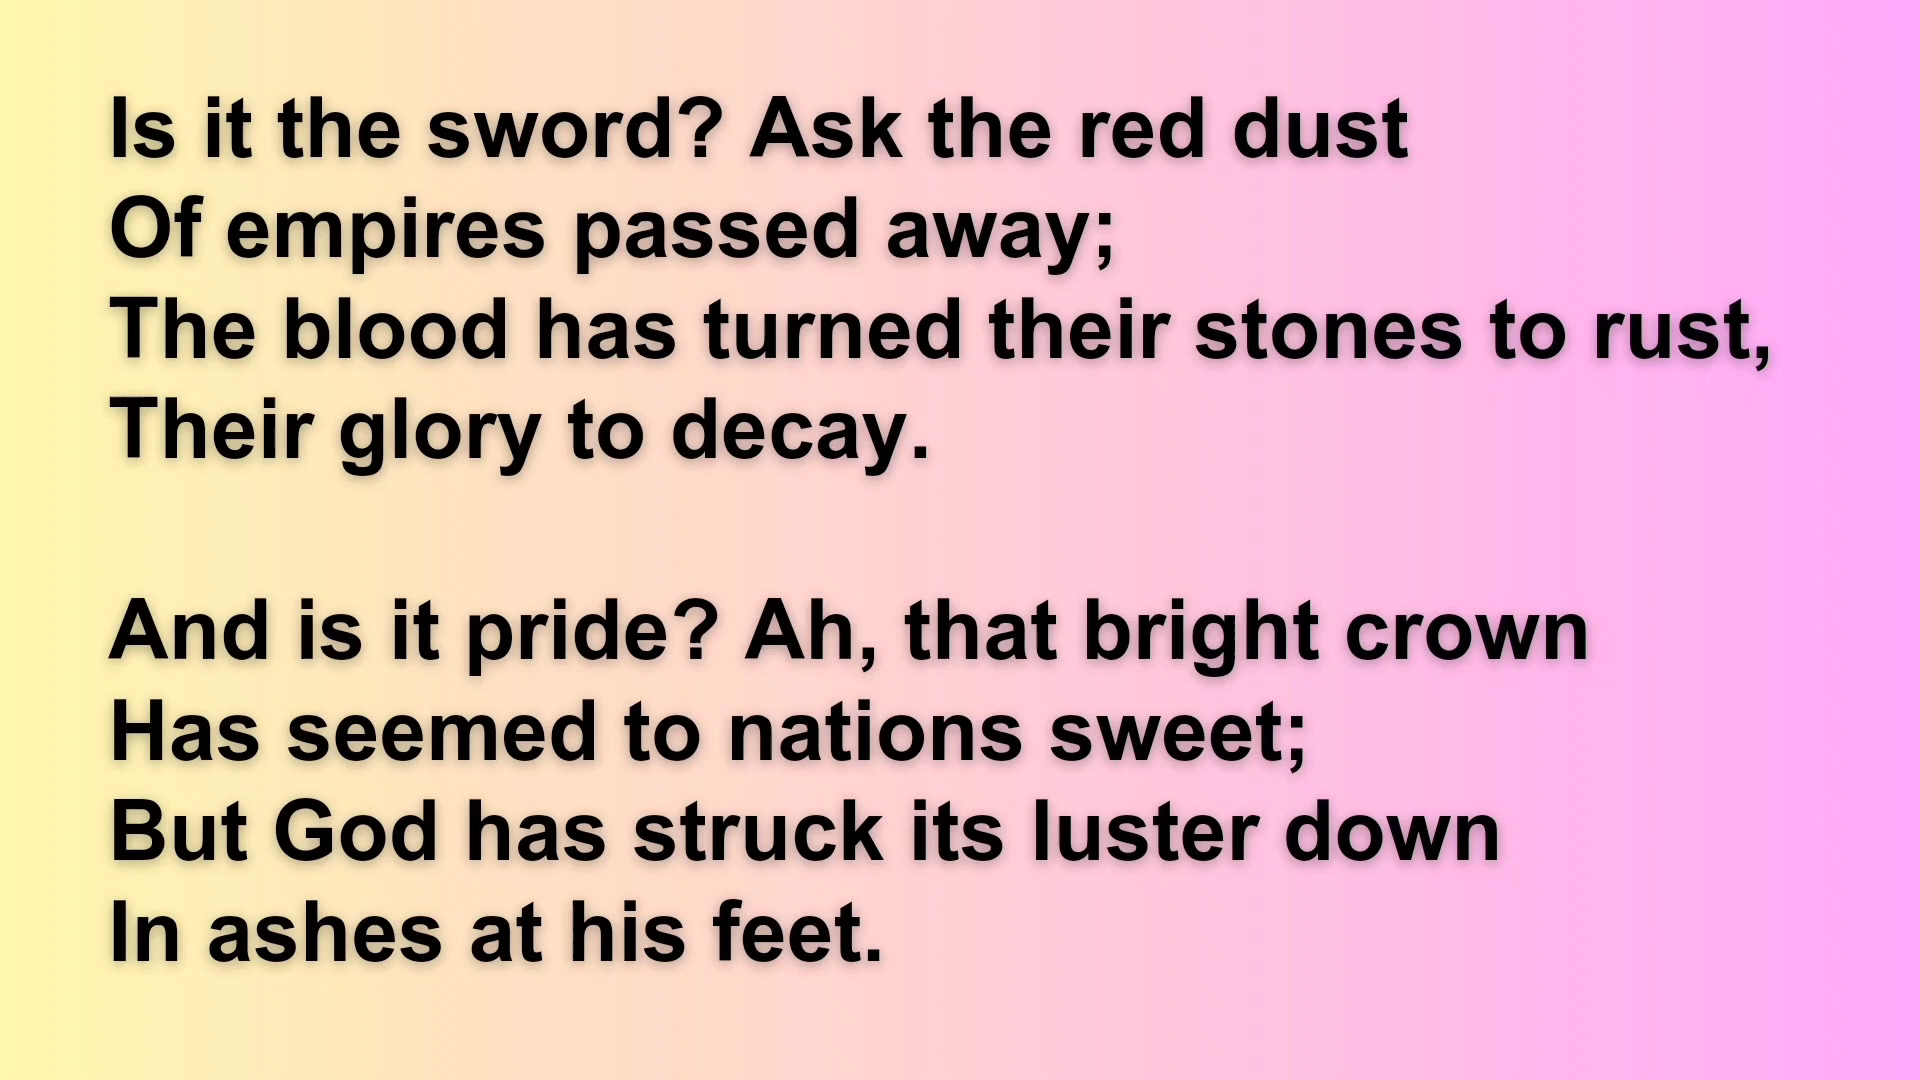 Is it the sword? Ask the red dust
Of empires passed away;
The blood has turned their stones to rust,
Their glory to decay.

And is it pride? Ah, that bright crown
Has seemed to nations sweet;
But God has struck its luster down
In ashes at his feet.